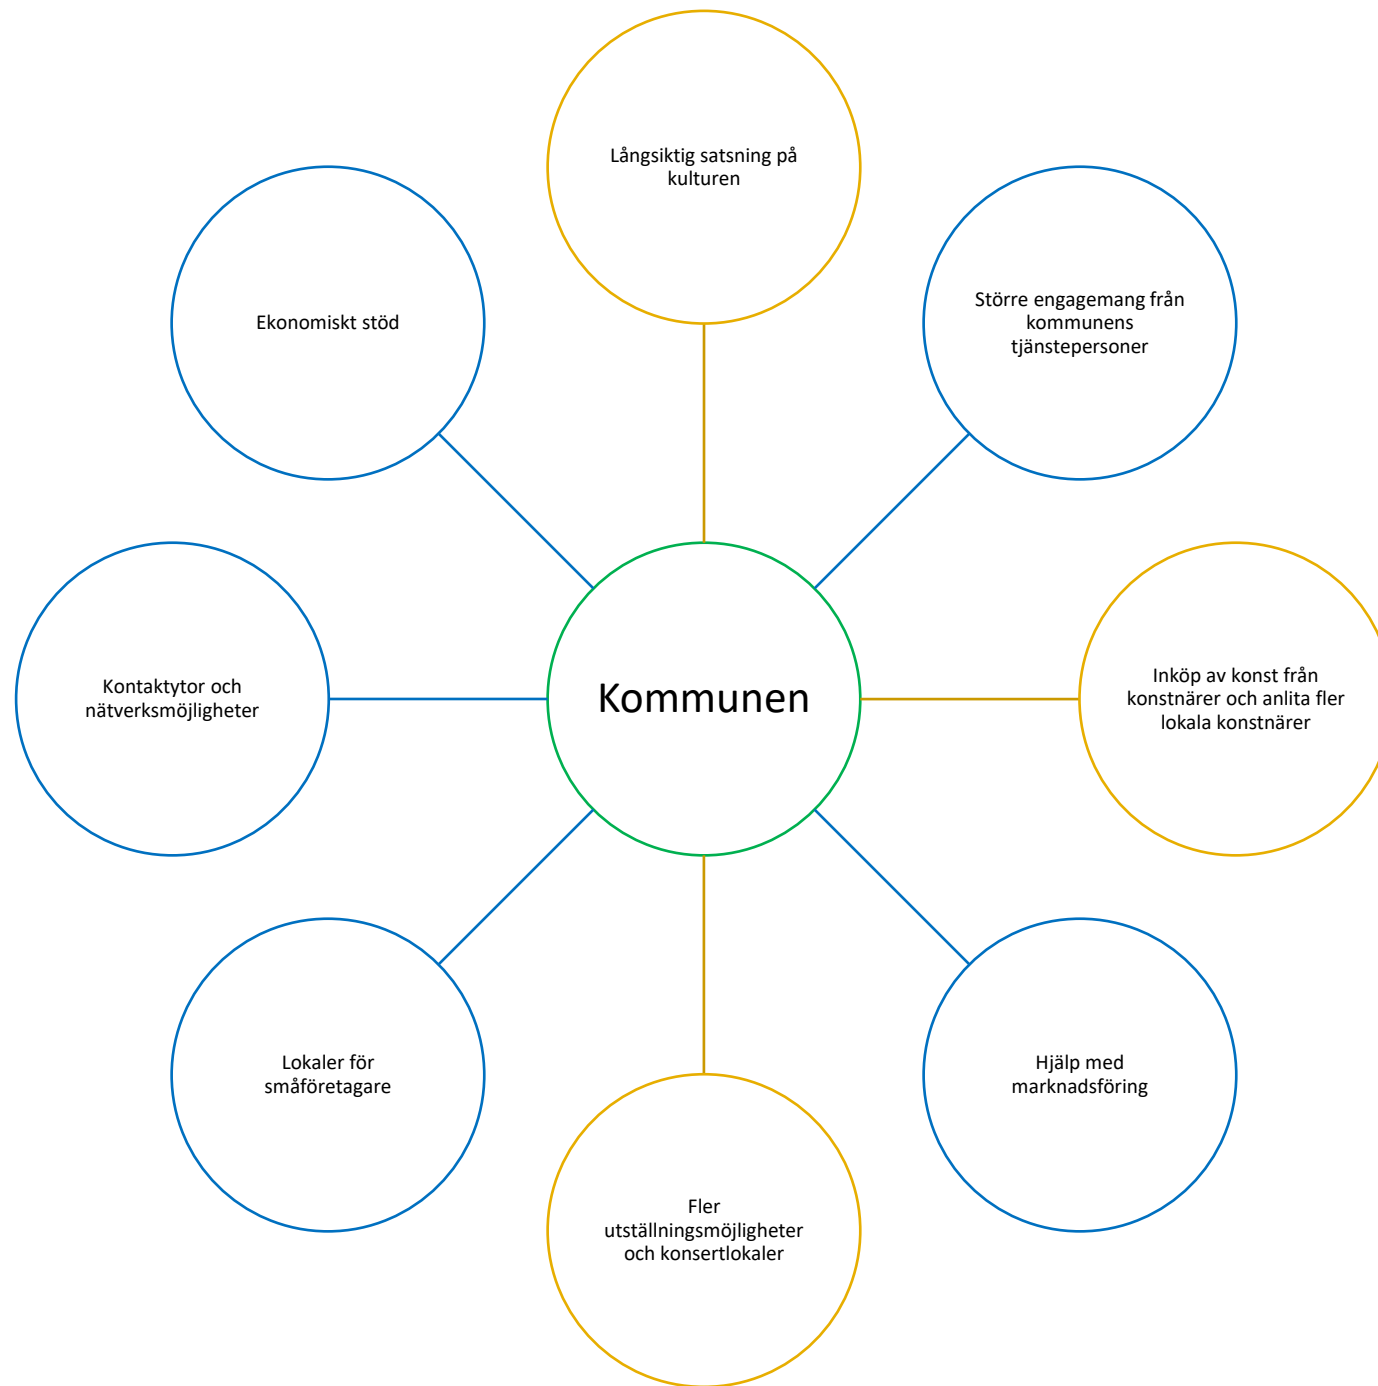 Långsiktig satsning på
kulturen
Ekonomiskt stöd
Större engagemang från
kommunens
tjänstepersoner
Kontaktytor och
nätverksmöjligheter
Kommunen
Inköp av konst från
konstnärer och anlita fler
lokala konstnärer
Lokaler för
småföretagare
Hjälp med
marknadsföring
Fler
utställningsmöjligheter
och konsertlokaler